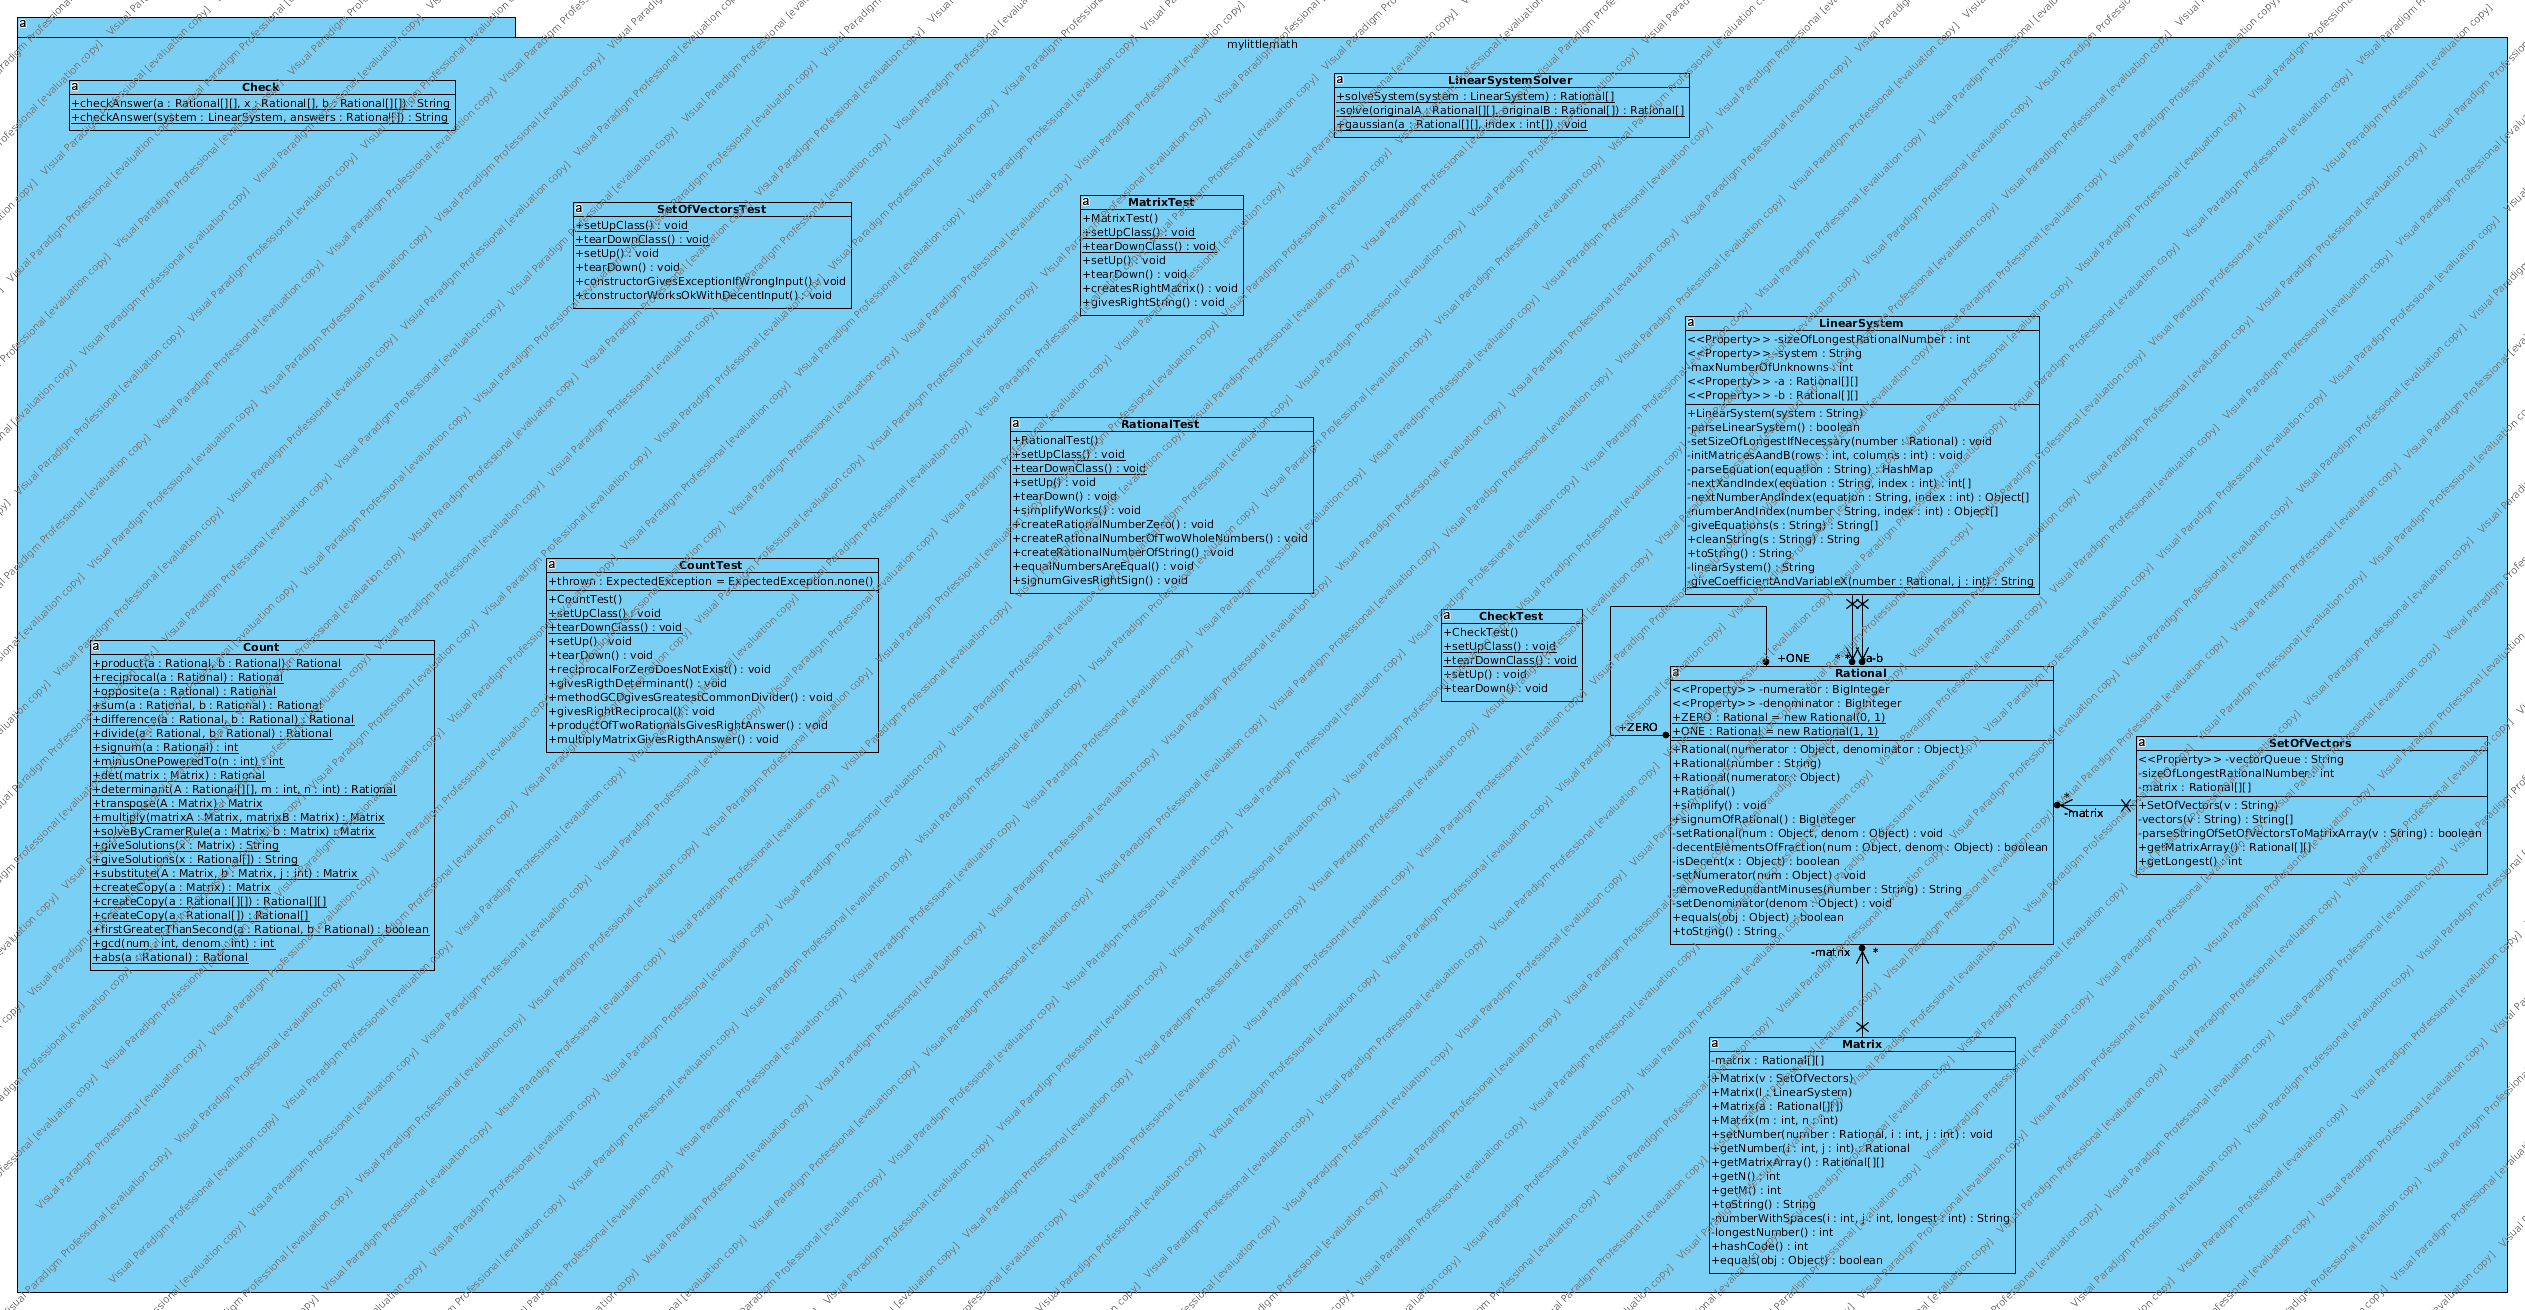 a
mylittlemath
a
Check
+checkAnswer(a : Rational[][], x : Rational[], b : Rational[][]) : String
+checkAnswer(system : LinearSystem, answers : Rational[]) : String
a
LinearSystemSolver
+solveSystem(system : LinearSystem) : Rational[]
-solve(originalA : Rational[][], originalB : Rational[]) : Rational[]
+gaussian(a : Rational[][], index : int[]) : void
a
SetOfVectorsTest
+setUpClass() : void
+tearDownClass() : void
+setUp() : void
+tearDown() : void
+constructorGivesExceptionIfWrongInput() : void
+constructorWorksOkWithDecentInput() : void
a
MatrixTest
+MatrixTest()
+setUpClass() : void
+tearDownClass() : void
+setUp() : void
+tearDown() : void
+createsRightMatrix() : void
+givesRightString() : void
a
LinearSystem
<<Property>> -sizeOfLongestRationalNumber : int
<<Property>> -system : String
-maxNumberOfUnknowns : int
<<Property>> -a : Rational[][]
<<Property>> -b : Rational[][]
+LinearSystem(system : String)
-parseLinearSystem() : boolean
-setSizeOfLongestIfNecessary(number : Rational) : void
-initMatricesAandB(rows : int, columns : int) : void
-parseEquation(equation : String) : HashMap
-nextXandIndex(equation : String, index : int) : int[]
-nextNumberAndIndex(equation : String, index : int) : Object[]
-numberAndIndex(number : String, index : int) : Object[]
-giveEquations(s : String) : String[]
+cleanString(s : String) : String
+toString() : String
-linearSystem() : String
-giveCoefficientAndVariableX(number : Rational, j : int) : String
a
RationalTest
+RationalTest()
+setUpClass() : void
+tearDownClass() : void
+setUp() : void
+tearDown() : void
+simplifyWorks() : void
+createRationalNumberZero() : void
+createRationalNumberOfTwoWholeNumbers() : void
+createRationalNumberOfString() : void
+equalNumbersAreEqual() : void
+signumGivesRightSign() : void
a
CountTest
+thrown : ExpectedException = ExpectedException.none()
+CountTest()
+setUpClass() : void
+tearDownClass() : void
+setUp() : void
+tearDown() : void
+reciprocalForZeroDoesNotExist() : void
+givesRigthDeterminant() : void
+methodGCDgivesGreatestCommonDivider() : void
+givesRightReciprocal() : void
+productOfTwoRationalsGivesRightAnswer() : void
+multiplyMatrixGivesRigthAnswer() : void
a
CheckTest
+CheckTest()
+setUpClass() : void
+tearDownClass() : void
+setUp() : void
+tearDown() : void
a
Count
+product(a : Rational, b : Rational) : Rational
+reciprocal(a : Rational) : Rational
+opposite(a : Rational) : Rational
+sum(a : Rational, b : Rational) : Rational
+difference(a : Rational, b : Rational) : Rational
+divide(a : Rational, b : Rational) : Rational
+signum(a : Rational) : int
+minusOnePoweredTo(n : int) : int
+det(matrix : Matrix) : Rational
+determinant(A : Rational[][], m : int, n : int) : Rational
+transpose(A : Matrix) : Matrix
+multiply(matrixA : Matrix, matrixB : Matrix) : Matrix
+solveByCramerRule(a : Matrix, b : Matrix) : Matrix
+giveSolutions(x : Matrix) : String
+giveSolutions(x : Rational[]) : String
+substitute(A : Matrix, b : Matrix, j : int) : Matrix
+createCopy(a : Matrix) : Matrix
+createCopy(a : Rational[][]) : Rational[][]
+createCopy(a : Rational[]) : Rational[]
+firstGreaterThanSecond(a : Rational, b : Rational) : boolean
+gcd(num : int, denom : int) : int
+abs(a : Rational) : Rational
+ONE
* *
-a-b
+ZERO
a
Rational
<<Property>> -numerator : BigInteger
<<Property>> -denominator : BigInteger
+ZERO : Rational = new Rational(0, 1)
+ONE : Rational = new Rational(1, 1)
+Rational(numerator : Object, denominator : Object)
+Rational(number : String)
+Rational(numerator : Object)
+Rational()
+simplify() : void
+signumOfRational() : BigInteger
-setRational(num : Object, denom : Object) : void
-decentElementsOfFraction(num : Object, denom : Object) : boolean
-isDecent(x : Object) : boolean
-setNumerator(num : Object) : void
-removeRedundantMinuses(number : String) : String
-setDenominator(denom : Object) : void
+equals(obj : Object) : boolean
+toString() : String
*
-matrix
a
SetOfVectors
<<Property>> -vectorQueue : String
-sizeOfLongestRationalNumber : int
-matrix : Rational[][]
+SetOfVectors(v : String)
-vectors(v : String) : String[]
-parseStringOfSetOfVectorsToMatrixArray(v : String) : boolean
+getMatrixArray() : Rational[][]
+getLongest() : int
-matrix *
a
Matrix
-matrix : Rational[][]
+Matrix(v : SetOfVectors)
+Matrix(l : LinearSystem)
+Matrix(a : Rational[][])
+Matrix(m : int, n : int)
+setNumber(number : Rational, i : int, j : int) : void
+getNumber(i : int, j : int) : Rational
+getMatrixArray() : Rational[][]
+getN() : int
+getM() : int
+toString() : String
-numberWithSpaces(i : int, j : int, longest : int) : String
-longestNumber() : int
+hashCode() : int
+equals(obj : Object) : boolean
Visual Paradigm Professional [evaluation copy]